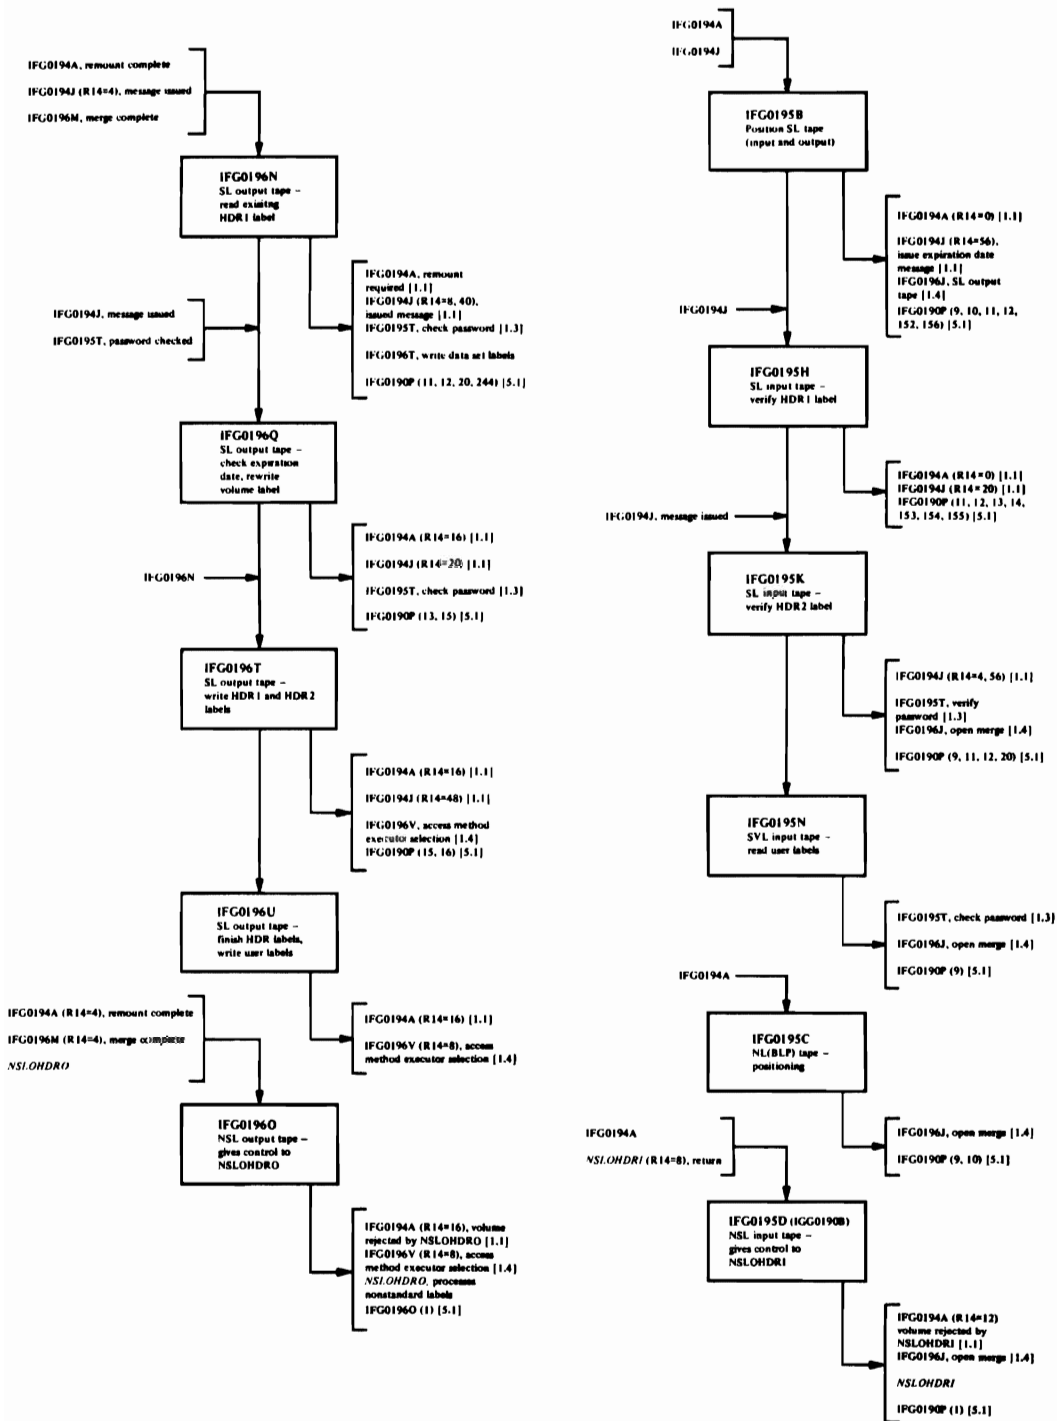 IFG0194A, remount complete
IFG0194J (R14=4), message issued
IFG0196M, merge complete
IFG0196N
SL output tape –
read exisitng
HDR1 label
IFG0194A, remount
required [1.1]
IFG0194J (R14=8, 40),
issued message [1.1]
IFG0195T, check password [1.3]
IFG0196T, write data set labels
IFG0190P (11, 12, 20, 244) [5.1]
IFG0194J, message issued
IFG0195T, password checked
IFG0196Q
SL output tape –
check expiration
date, rewrite
volume label
IFG0194A (R14=16) [1.1]
IFG0194J (R14=20) [1.1]
IFG0195T, check password [1.3]
IFG0190P (13, 15) [5.1]
IFG0196N
IFG0196T
SL output tape –
write HDR1 and HDR2
labels
IFG0194A (R14=16) [1.1]
IFG0194J (R14=48) [1.1]
IFG0196V, access method
executor selection [1.4]
IFG0190P (15, 16) [5.1]
IFG0196U
SL output tape –
finish HDR labels,
write user labels
IFG0194A (R14=16) [1.1]
IFG0196V (R14=8), access
method executor selection [1.4]
IFG0194A (R14=4), remount complete
IFG0196M (R14=4), merge complete
NSLOHDRO
IFG0196O
NSL output tape –
gives control to
NSLOHDRO
IFG0194A (R14=16), volume
rejected by NSLOHDRO [1.1]
IFG0196V (R14=8), access
method executor selection [1.4]
NSLOHDRO, processes
nonstandard labels
IFG0196O (1) [5.1]
IFG0194A
IFG0194J
IFG0195B
Position SL tape
(input and output)
IFG0194A (R14=0) [1.1]
IFG0194J (R14=56),
issue expiration date
message [1.1]
IFG0196J, SL output
tape [1.4]
IFG0190P (9, 10, 11, 12,
152, 156) [5.1]
IFG0194J
IFG0195H
SL input tape –
verify HDR1 label
IFG0194A (R14=0) [1.1]
IFG0194J (R14=20) [1.1]
IFG0190P (11, 12, 13, 14,
153, 154, 155) [5.1]
IFG0194J, message issued
IFG0195K
SL input tape –
verify HDR2 label
IFG0194J (R14=4, 56) [1.1]
IFG0195T, verify
password [1.3]
IFG0196J, open merge [1.4]
IFG0190P (9, 11, 12, 20) [5.1]
IFG0195N
SVL input tape –
read user labels
IFG0195T, check password [1.3]
IFG0196J, open merge [1.4]
IFG0190P (9) [5.1]
IFG0194A
IFG0195C
NL(BLP) tape –
positioning
IFG0196J, open merge [1.4]
IFG0190P (9, 10) [5.1]
IFG0194A
NSLOHDRI (R14=8), return
IFG0195D (IGG0190B)
NSL input tape –
gives control to
NSLOHDRI
IFG0194A (R14=12)
volume rejected by
NSLOHDRI [1.1]
IFG0196J, open merge [1.4]
NSLOHDRI
IFG0190P (1) [5.1]